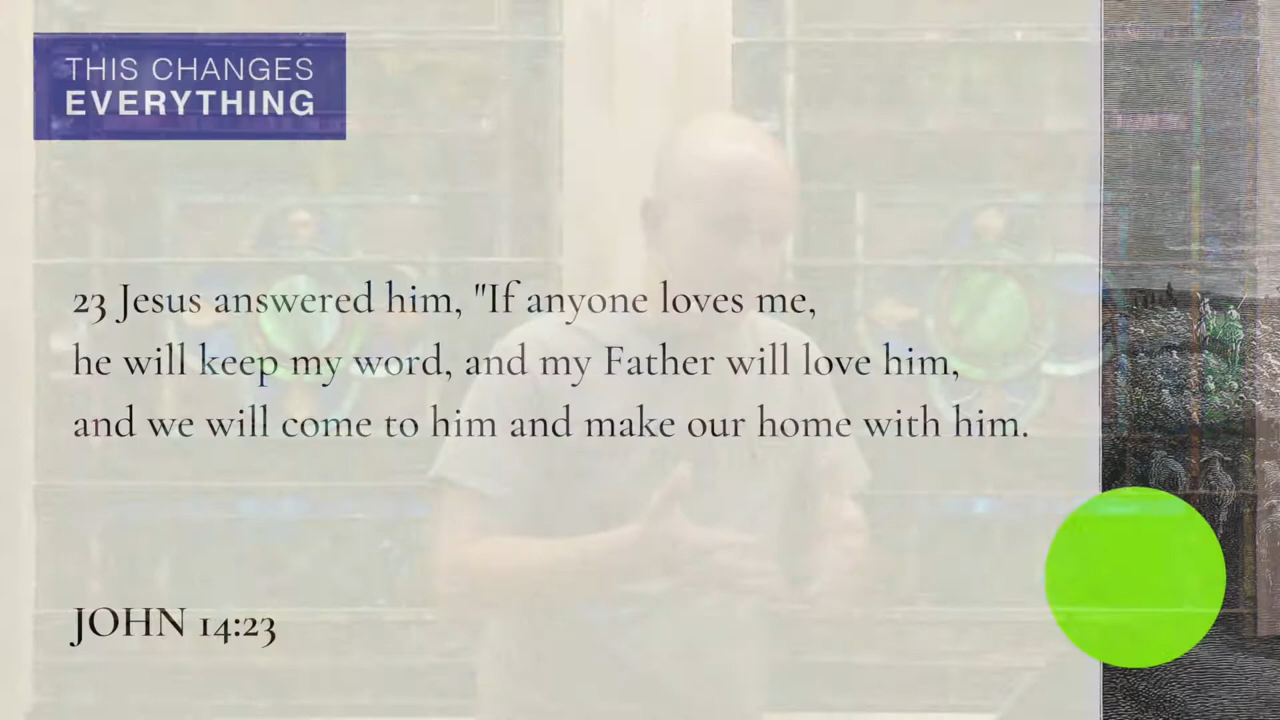 THIS CHANGES
EVERYTHING
23 Jesus answered him, "If anyone loves me,
he will keep my word, and my Father will love him,
and we will come to him and make our home with him.
JOHN 14:23